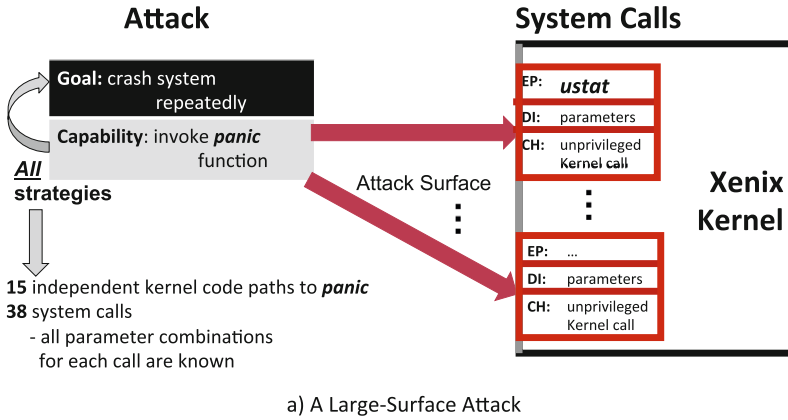 Attack
System Calls
Goal: crash system
repeatedly
Capability: invoke panic
function
All
strategies
15 independent kernel code paths to panic
38 system calls
- all parameter combinations
for each call are known
Attack Surface
EP: ustat
DI: parameters
CH: unprivileged
Kernel call
EP: ...
DI: parameters
CH: unprivileged
Kernel call
Xenix
Kernel
a) A Large-Surface Attack